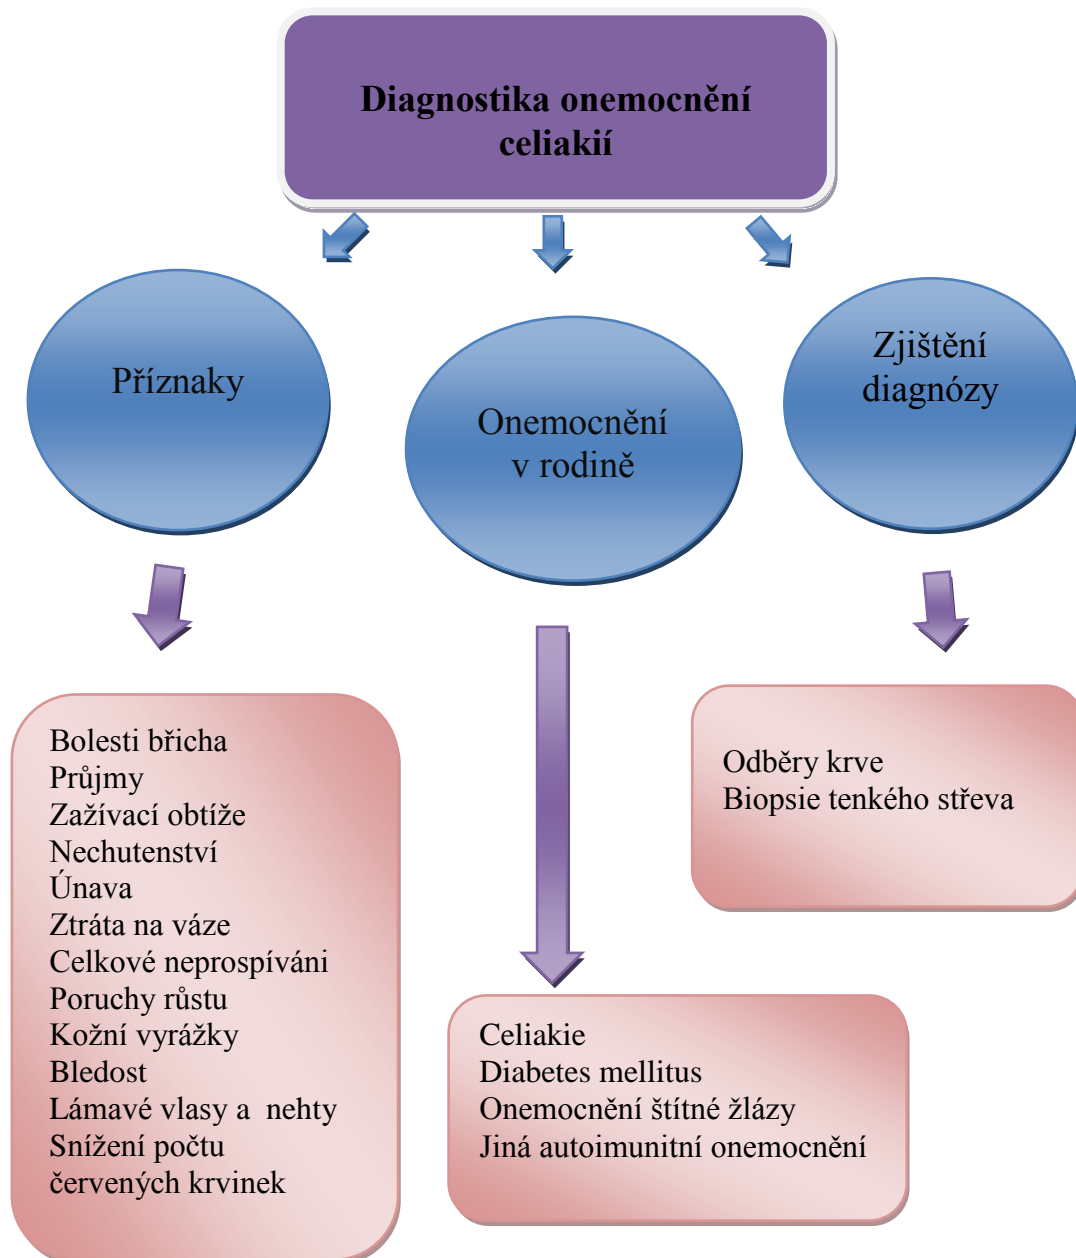 Diagnostika onemocnění
celiakií
Příznaky
Onemocnění
v rodině
Zjištění
diagnózy
Bolesti břicha
Průjmy
Zažívací obtíže
Nechutenství
Únava
Ztráta na váze
Celkové neprospíváni
Poruchy růstu
Kožní vyrážky
Bledost
Lámavé vlasy a  nehty
Snížení počtu
červených krvinek
Celiakie
Diabetes mellitus
Onemocnění štítné žlázy
Jiná autoimunitní onemocnění
Odběry krve
Biopsie tenkého střeva